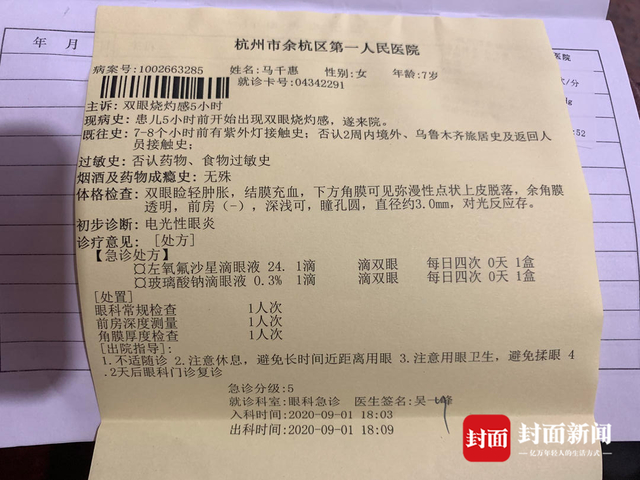 年 月
医院
分
:52
杭州市余杭区第一人民医院
病案号:1002663285 姓名:马千惠 性别:女 年龄:7岁
就诊卡号:04342291
主诉: 双眼烧灼感5小时
现病史: 患儿5小时前开始出现双眼烧灼感，遂来院。
既往史: 7-8个小时前有紫外灯接触史；否认2周内境外、乌鲁木齐旅居史及返回人
员接触史；
过敏史: 否认药物、食物过敏史
烟酒及药物成瘾史: 无殊
体格检查: 双眼睑轻肿胀，结膜充血，下方角膜可见弥漫性点状上皮脱落，余角膜
透明，前房（-），深浅可，瞳孔圆，直径约3.0mm，对光反应存。
初步诊断: 电光性眼炎
诊疗意见: [处方]
【急诊处方】
¤左氧氟沙星滴眼液 24. 1滴 滴双眼 每日四次 0天 1盒
¤玻璃酸钠滴眼液 0.3% 1滴 滴双眼 每日四次 0天 1盒
[处置]
眼科常规检查 1人次
前房深度测量 1人次
角膜厚度检查 1人次
[出院指导]:
1.不适随诊 2.注意休息，避免长时间近距离用眼 3.注意用眼卫生，避免揉眼 4
.2天后眼科门诊复诊
急诊分级:5
就诊科室:眼科急诊 医生签名:吴一峰
入科时间:2020-09-01 18:03
出科时间:2020-09-01 18:09
封面 封面新闻
亿万年轻人的生活方式